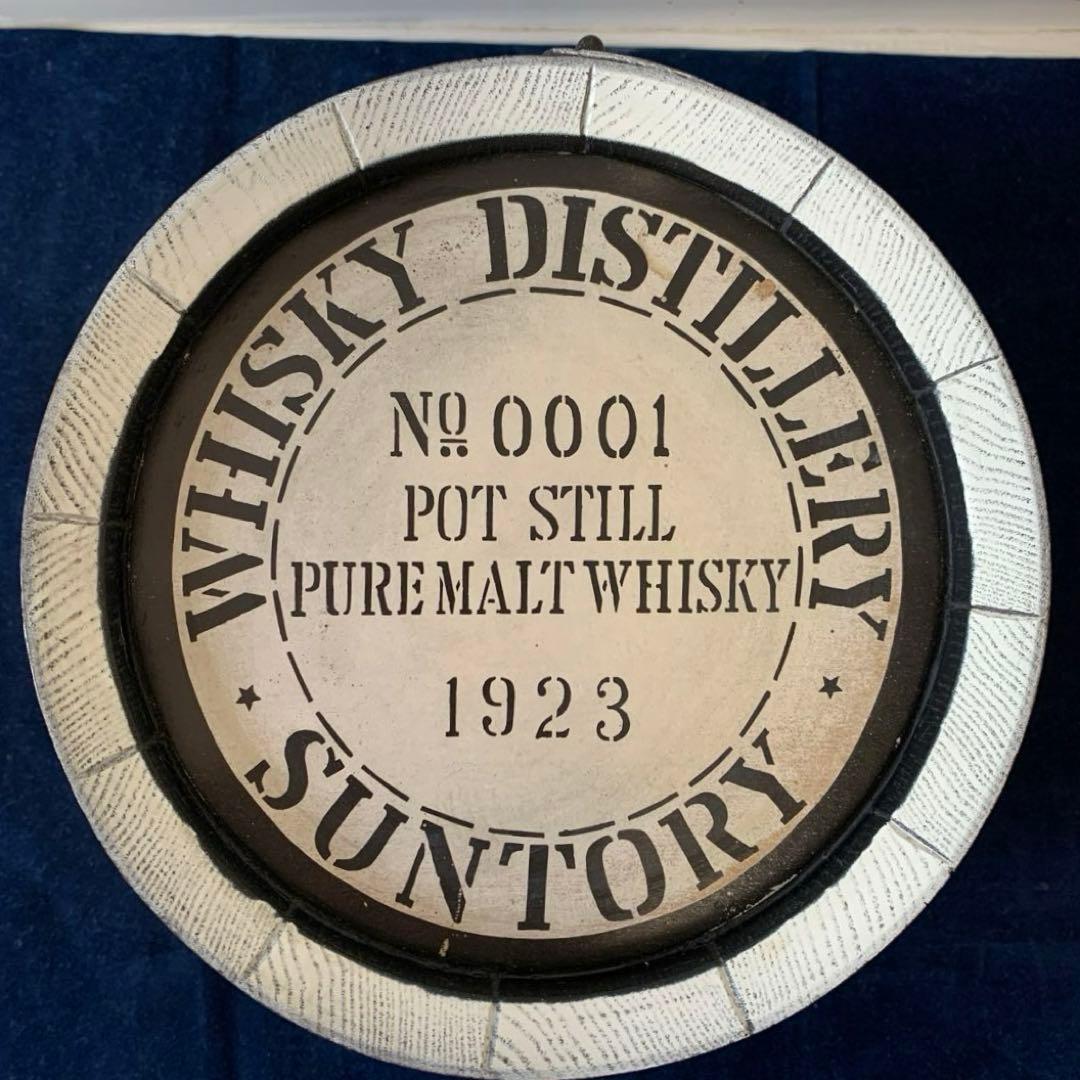 WHISKY DISTILLERY
Nº 0001
POT STILL
PURE MALT WHISKY
1923
★ SUNTORY ★